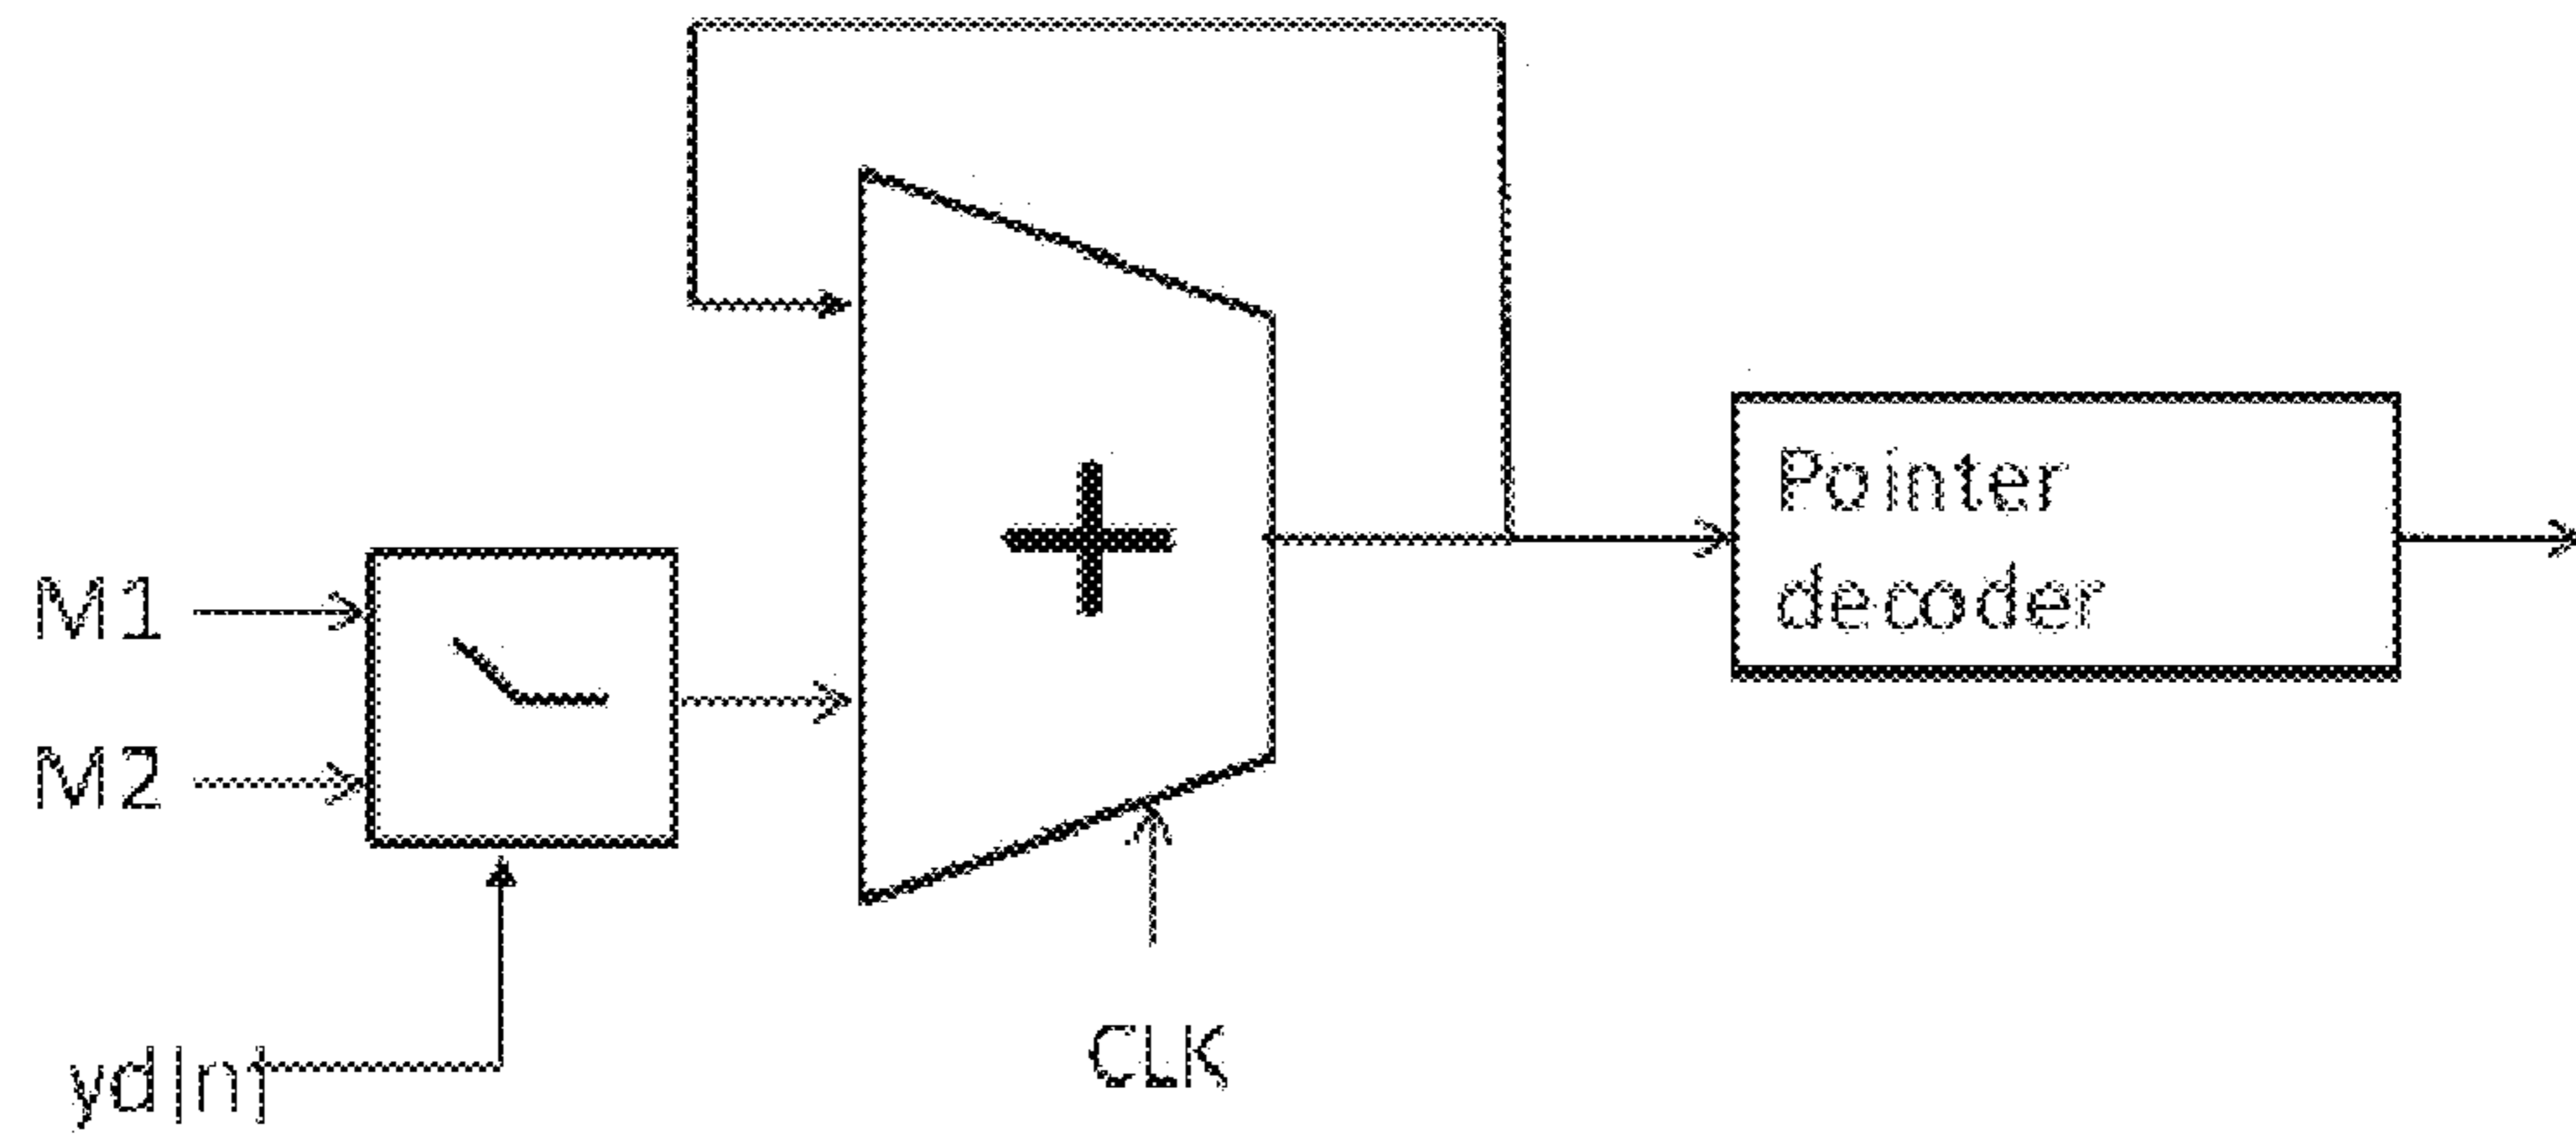 Pointer
decoder
M1
M2
CLK
yd[n]